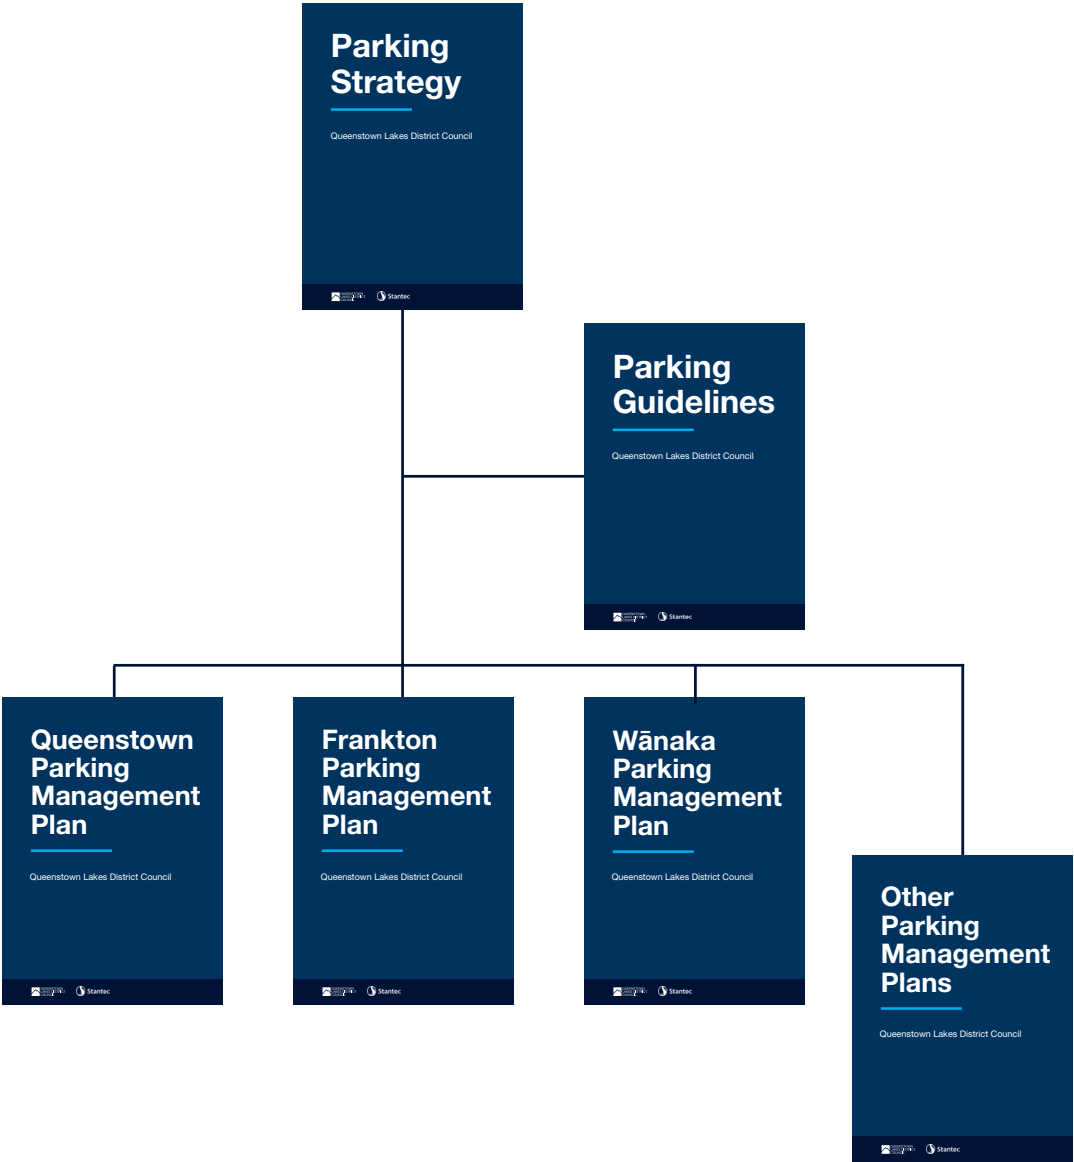 Parking
Strategy
Queenstown Lakes District Council
Stantec
Parking
Guidelines
Queenstown Lakes District Council
Stantec
Queenstown
Parking
Management
Plan
Queenstown Lakes District Council
Stantec
Frankton
Parking
Management
Plan
Queenstown Lakes District Council
Stantec
Wānaka
Parking
Management
Plan
Queenstown Lakes District Council
Stantec
Other
Parking
Management
Plans
Queenstown Lakes District Council
Stantec